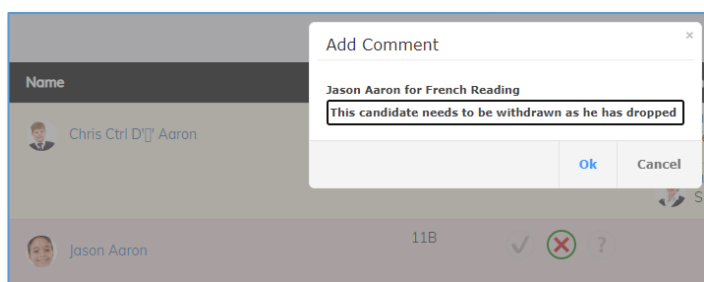 Add Comment
×
Name
Jason Aaron for French Reading
This candidate needs to be withdrawn as he has dropped
Chris Ctrl D'▯' Aaron
Ok Cancel
S
Jason Aaron 11B ?